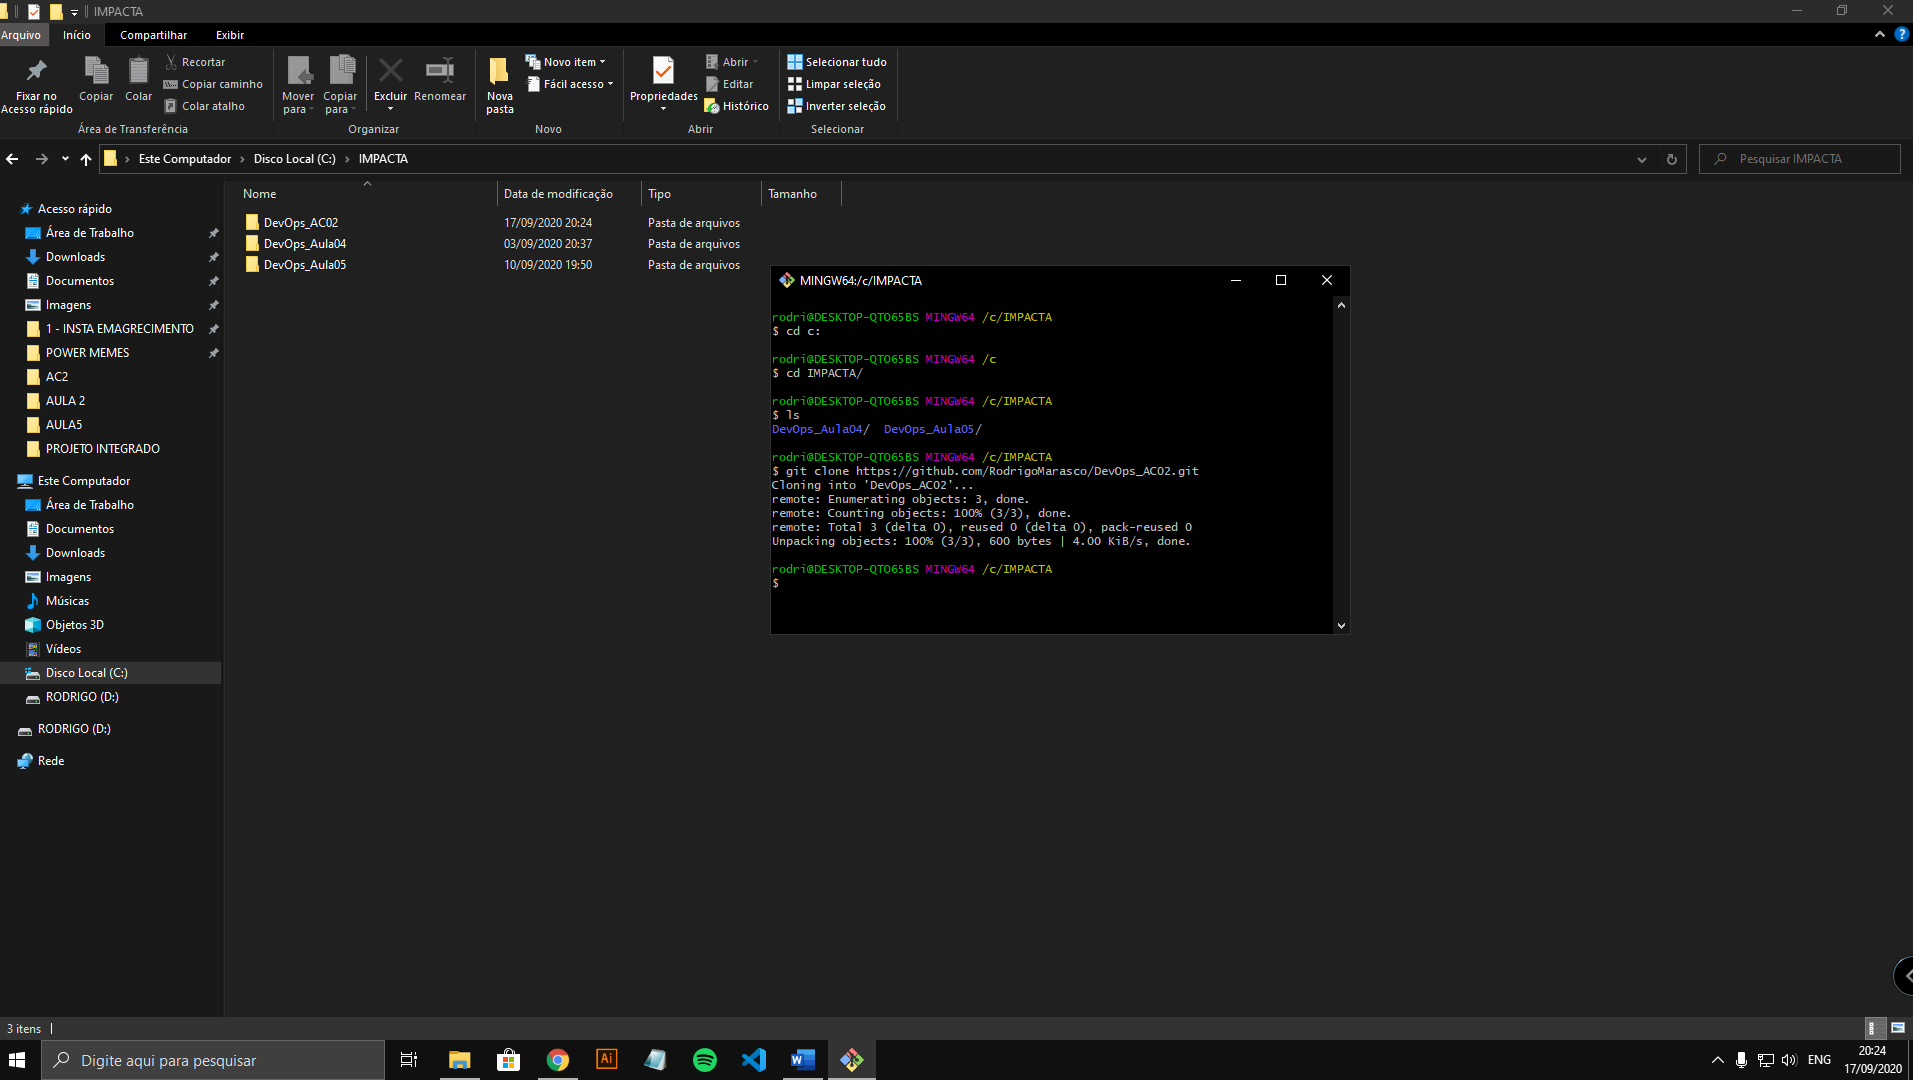 IMPACTA
Arquivo Início Compartilhar Exibir
Fixar no Acesso rápido
Copiar
Colar
Recortar
Copiar caminho
Colar atalho
Mover para
Copiar para
Excluir
Renomear
Nova pasta
Novo item
Fácil acesso
Propriedades
Abrir
Editar
Histórico
Selecionar tudo
Limpar seleção
Inverter seleção
Área de Transferência Organizar Novo Abrir Selecionar
Este Computador > Disco Local (C:) > IMPACTA
Pesquisar IMPACTA
Acesso rápido
Área de Trabalho
Downloads
Documentos
Imagens
1 - INSTA EMAGRECIMENTO
POWER MEMES
AC2
AULA 2
AULA5
PROJETO INTEGRADO
Este Computador
Área de Trabalho
Documentos
Downloads
Imagens
Músicas
Objetos 3D
Vídeos
Disco Local (C:)
RODRIGO (D:)
RODRIGO (D:)
Rede
Nome Data de modificação Tipo Tamanho
DevOps_AC02 17/09/2020 20:24 Pasta de arquivos
DevOps_Aula04 03/09/2020 20:37 Pasta de arquivos
DevOps_Aula05 10/09/2020 19:50 Pasta de arquivos
MINGW64:/c/IMPACTA
rodri@DESKTOP-QTO65BS MINGW64 /c/IMPACTA
$ cd c:
rodri@DESKTOP-QTO65BS MINGW64 /c
$ cd IMPACTA/
rodri@DESKTOP-QTO65BS MINGW64 /c/IMPACTA
$ ls
DevOps_Aula04/ DevOps_Aula05/
rodri@DESKTOP-QTO65BS MINGW64 /c/IMPACTA
$ git clone https://github.com/RodrigoMarasco/DevOps_AC02.git
Cloning into 'DevOps_AC02'...
remote: Enumerating objects: 3, done.
remote: Counting objects: 100% (3/3), done.
remote: Total 3 (delta 0), reused 0 (delta 0), pack-reused 0
Unpacking objects: 100% (3/3), 600 bytes | 4.00 KiB/s, done.
rodri@DESKTOP-QTO65BS MINGW64 /c/IMPACTA
$
3 itens
Digite aqui para pesquisar
Ai
W
ENG
20:24
17/09/2020